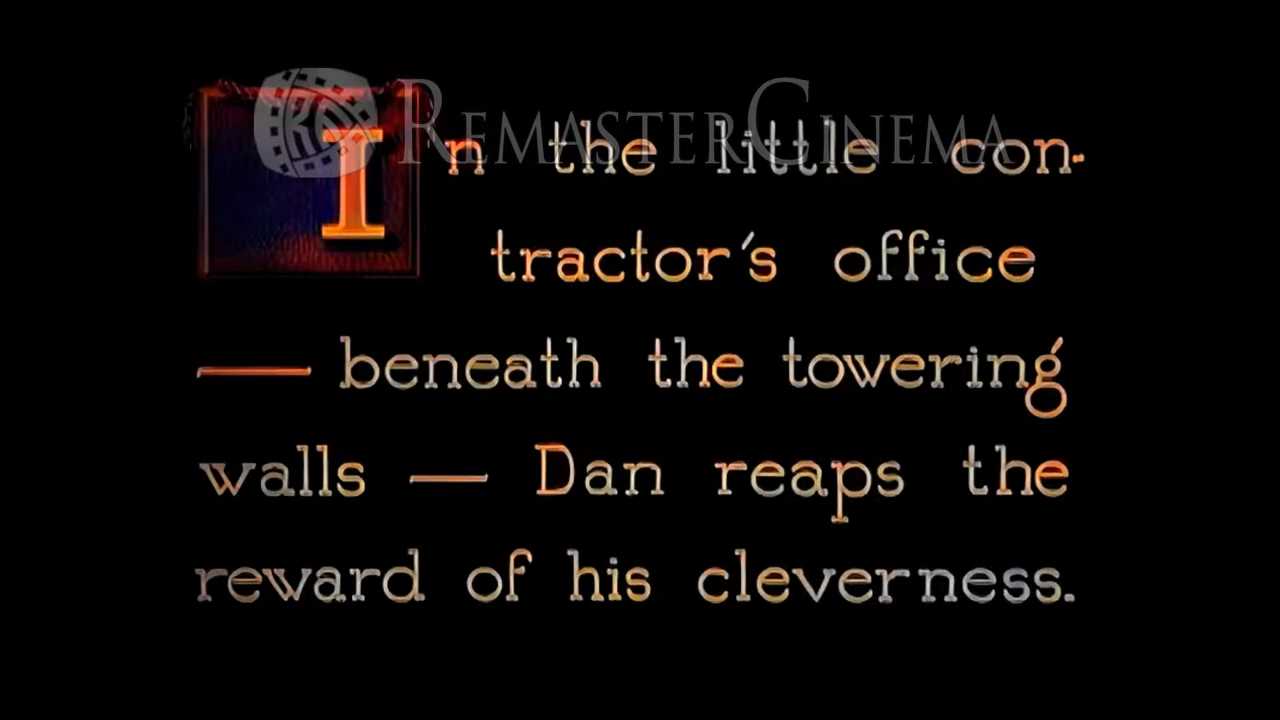 REMASTERCINEMA
In the little con-
tractor's office
— beneath the towering
walls — Dan reaps the
reward of his cleverness.